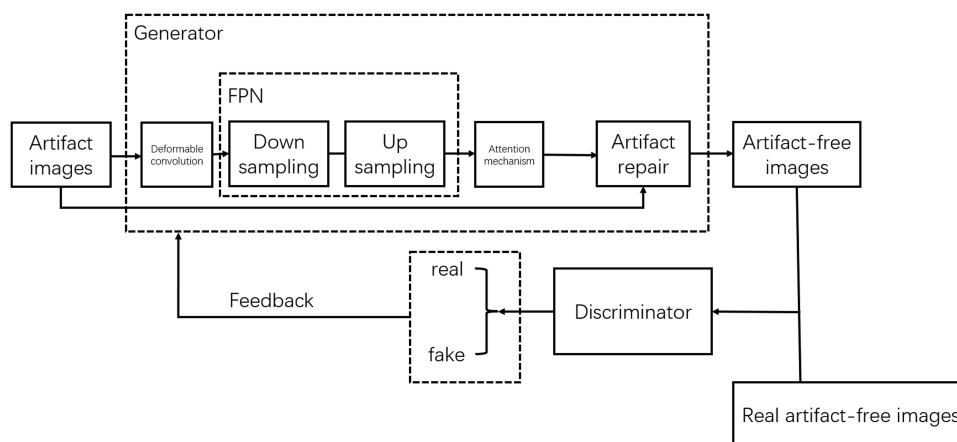 Generator
FPN
Artifact
images
Deformable
convolution
Down
sampling
Up
sampling
Attention
mechanism
Artifact
repair
Artifact-free
images
real
Feedback
Discriminator
fake
Real artifact-free images